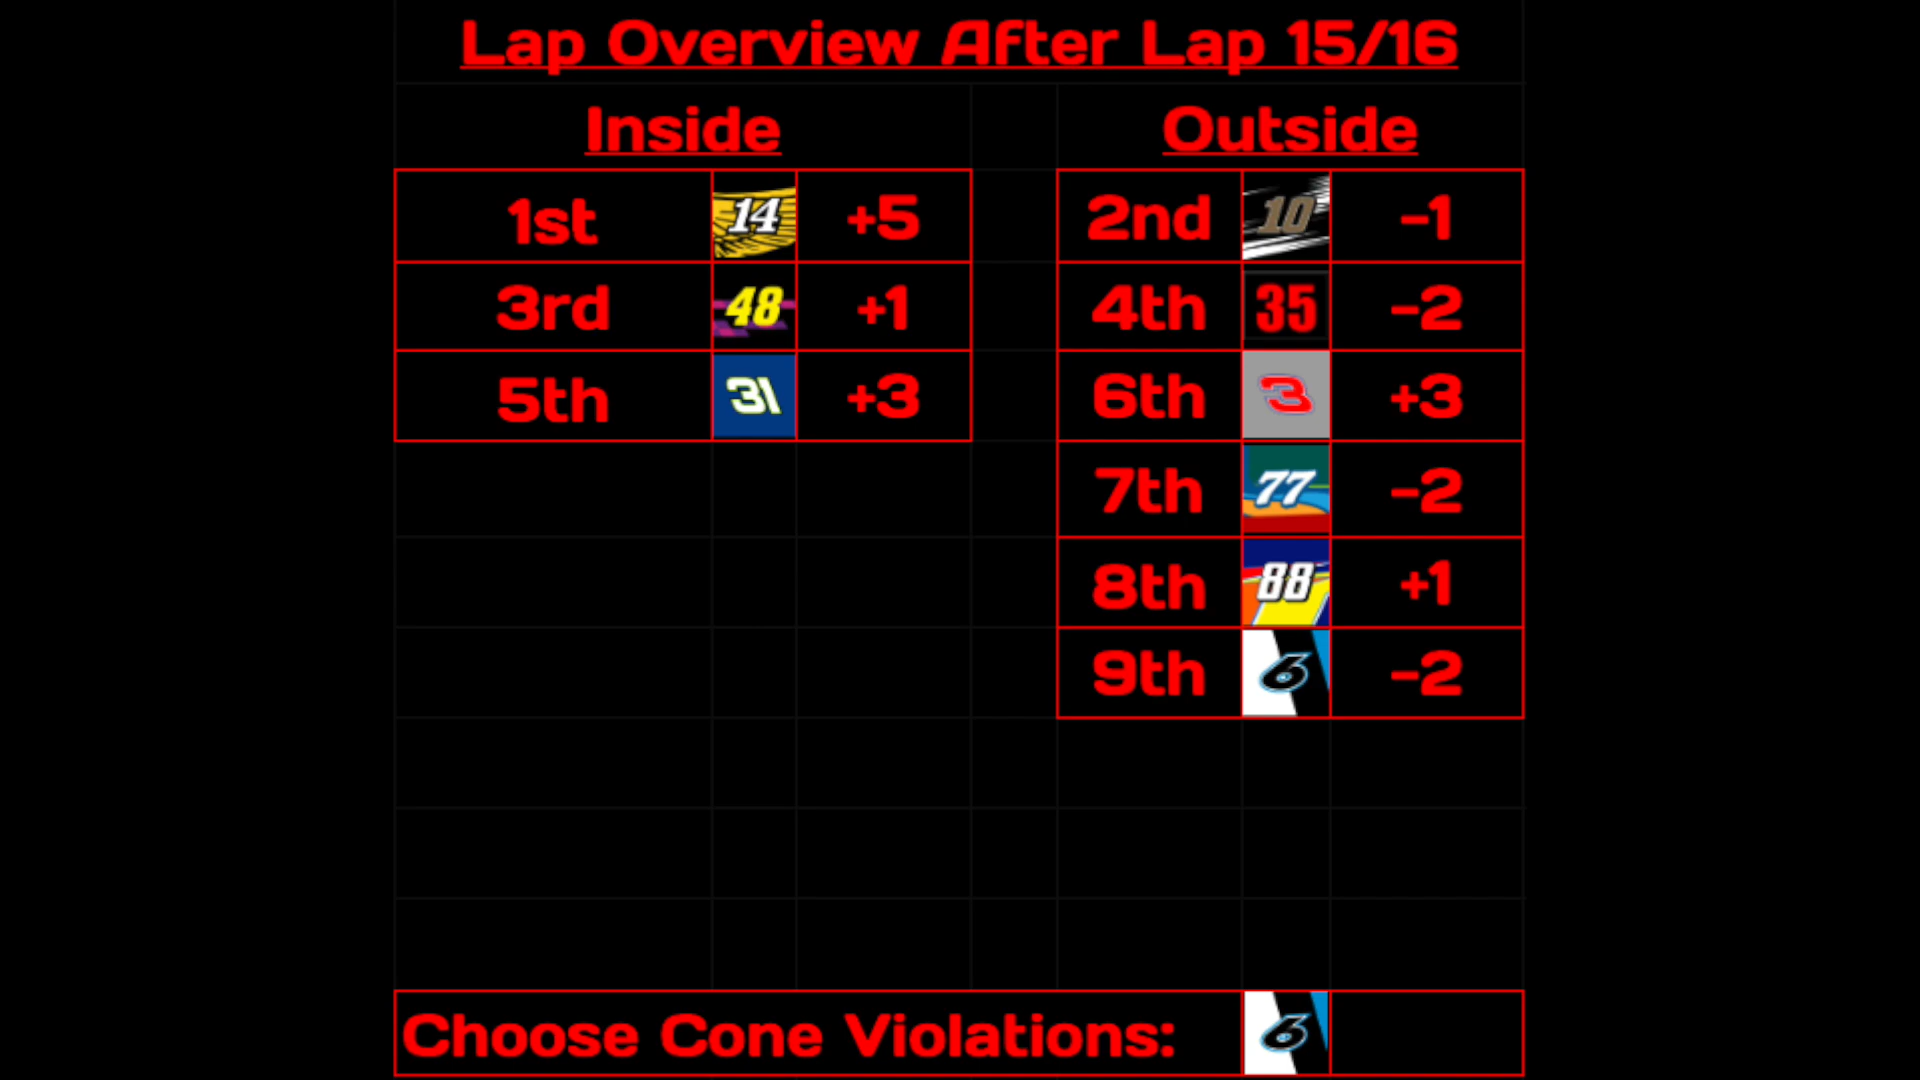 Lap Overview After Lap 15/16
Inside Outside
1st 14 +5 2nd 10 -1
3rd 48 +1 4th 35 -2
5th 31 +3 6th 3 +3
7th 77 -2
8th 88 +1
9th 6 -2
Choose Cone Violations: 6